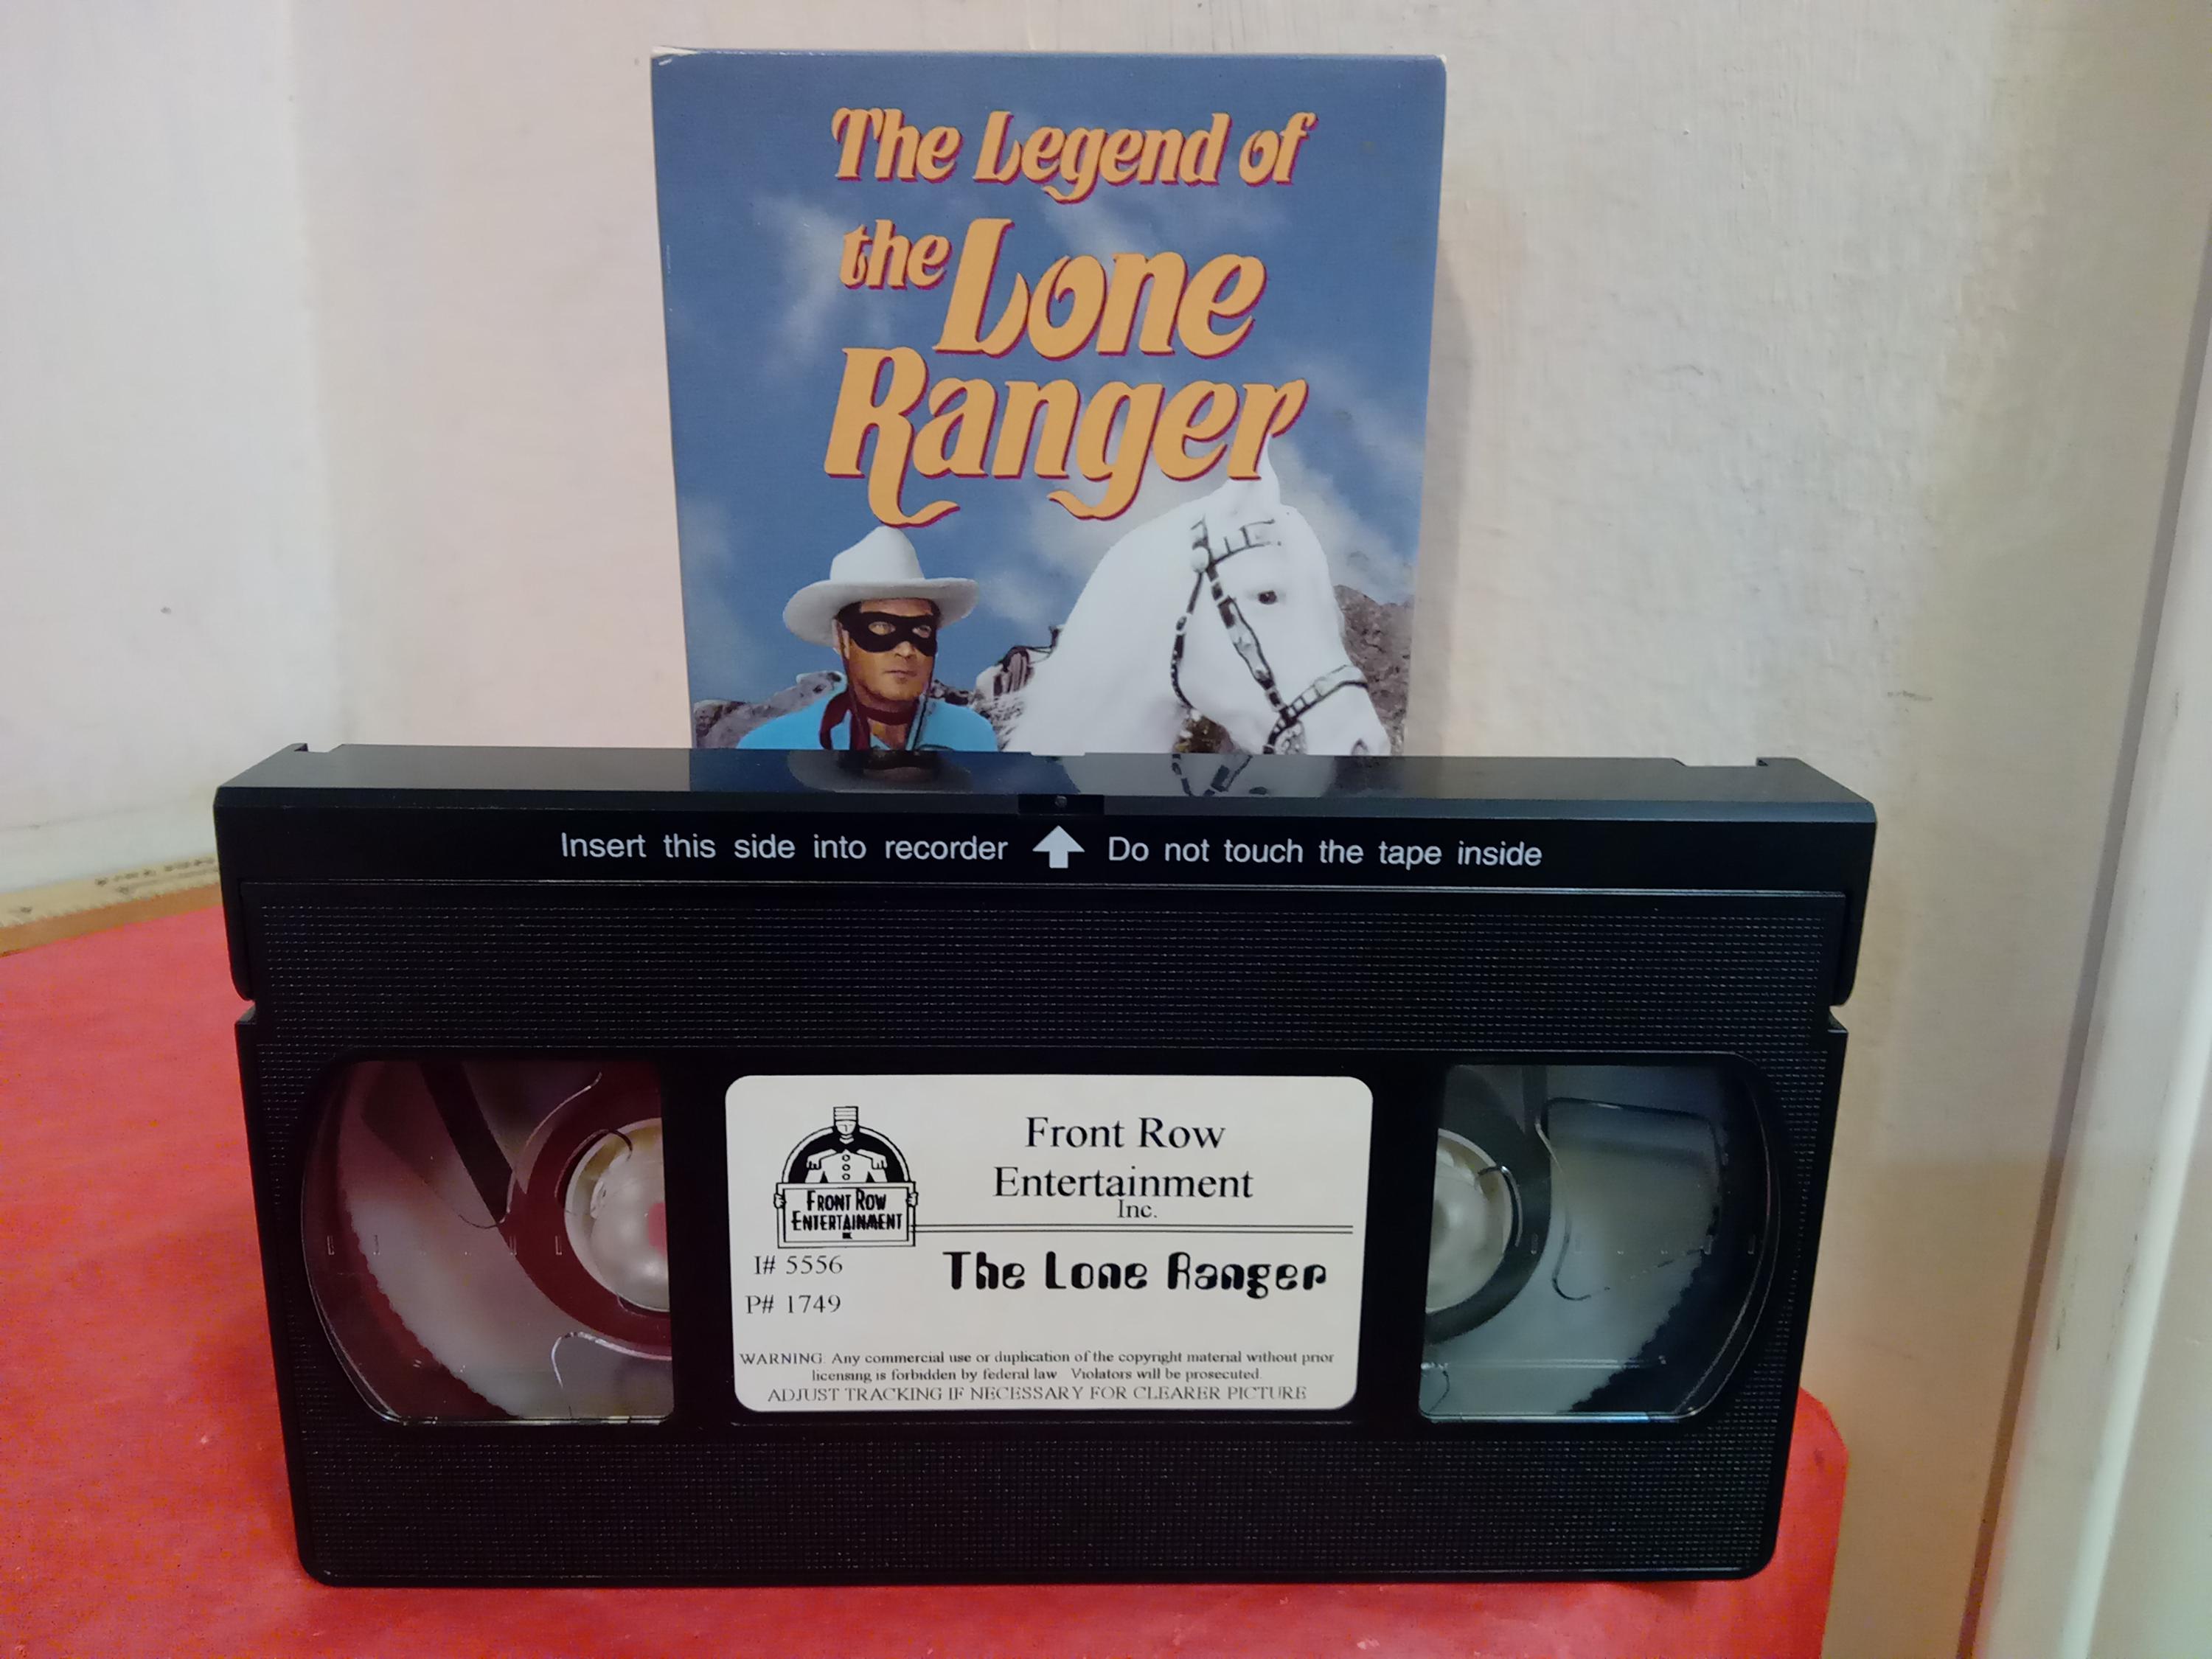 The Legend of
the Lone
Ranger
Insert this side into recorder Do not touch the tape inside
Front Row
Entertainment
Inc.
FRONT ROW
ENTERTAINMENT
I# 5556
The Lone Ranger
P# 1749
WARNING. Any commercial use or duplication of the copyright material without prior
licensing is forbidden by federal law. Violators will be prosecuted.
ADJUST TRACKING IF NECESSARY FOR CLEARER PICTURE